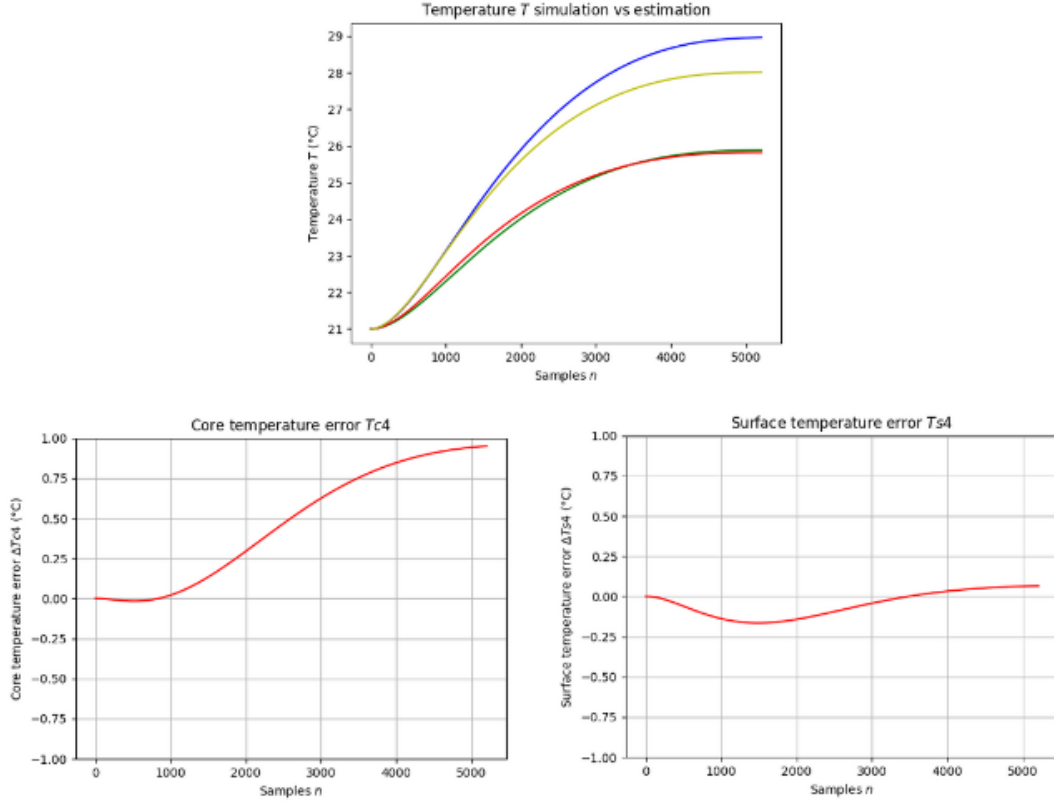 Temperature T simulation vs estimation
29
28
27
26
25
24
23
22
21
Temperature T (°C)
0 1000 2000 3000 4000 5000
Samples n
Core temperature error Tc4
1.00
0.75
0.50
0.25
0.00
−0.25
−0.50
−0.75
−1.00
Core temperature error ΔTc4 (°C)
0 1000 2000 3000 4000 5000
Samples n
Surface temperature error Ts4
1.00
0.75
0.50
0.25
0.00
−0.25
−0.50
−0.75
−1.00
Surface temperature error ΔTs4 (°C)
0 1000 2000 3000 4000 5000
Samples n